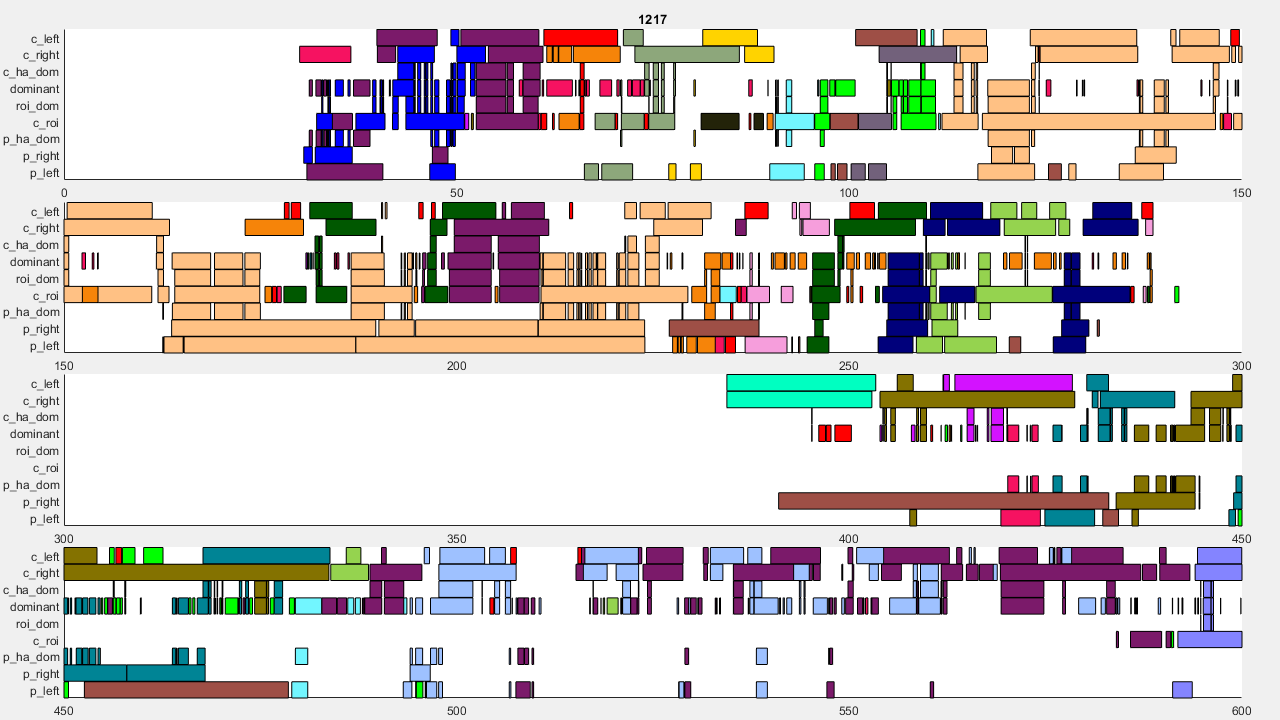 1217
c_left
c_right
c_ha_dom
dominant
roi_dom
c_roi
p_ha_dom
p_right
p_left
0 50 100 150
c_left
c_right
c_ha_dom
dominant
roi_dom
c_roi
p_ha_dom
p_right
p_left
150 200 250 300
c_left
c_right
c_ha_dom
dominant
roi_dom
c_roi
p_ha_dom
p_right
p_left
300 350 400 450
c_left
c_right
c_ha_dom
dominant
roi_dom
c_roi
p_ha_dom
p_right
p_left
450 500 550 600